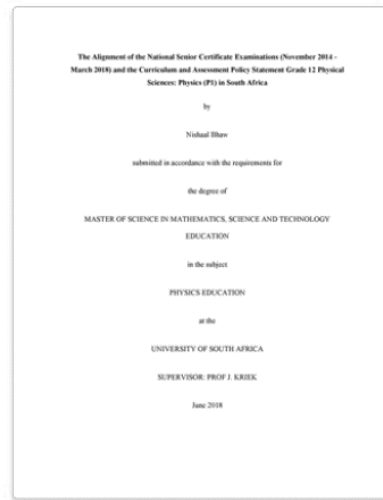 The Alignment of the National Senior Certificate Examinations (November 2014 -
March 2018) and the Curriculum and Assessment Policy Statement Grade 12 Physical
Sciences: Physics (P1) in South Africa
by
Nishaal Bhaw
submitted in accordance with the requirements for
the degree of
MASTER OF SCIENCE IN MATHEMATICS, SCIENCE AND TECHNOLOGY
EDUCATION
in the subject
PHYSICS EDUCATION
at the
UNIVERSITY OF SOUTH AFRICA
SUPERVISOR: PROF J. KRIEK
June 2018